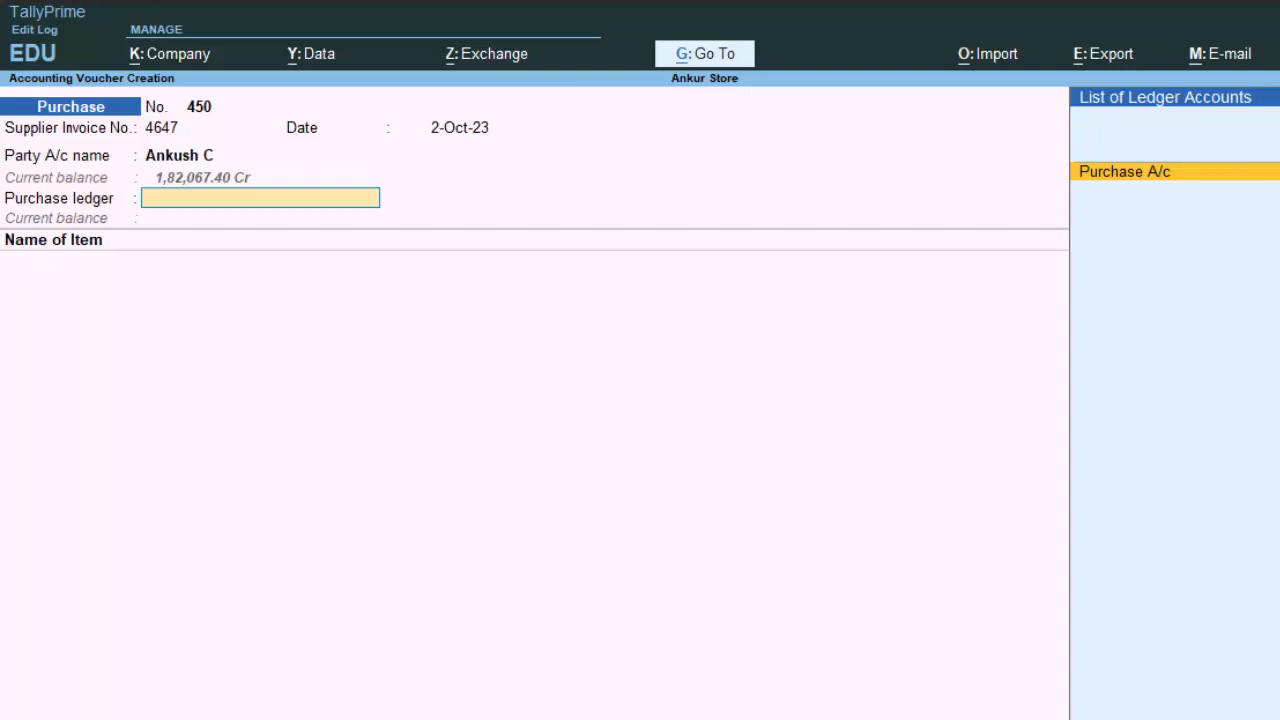 TallyPrime
Edit Log
MANAGE
EDU
K: Company
Y: Data
Z: Exchange
G: Go To
O: Import
E: Export
M: E-mail
Accounting Voucher Creation
Ankur Store
Purchase No. 450
Supplier Invoice No.: 4647 Date : 2-Oct-23
Party A/c name : Ankush C
Current balance : 1,82,067.40 Cr
Purchase ledger :
Current balance :
Name of Item
List of Ledger Accounts
Purchase A/c